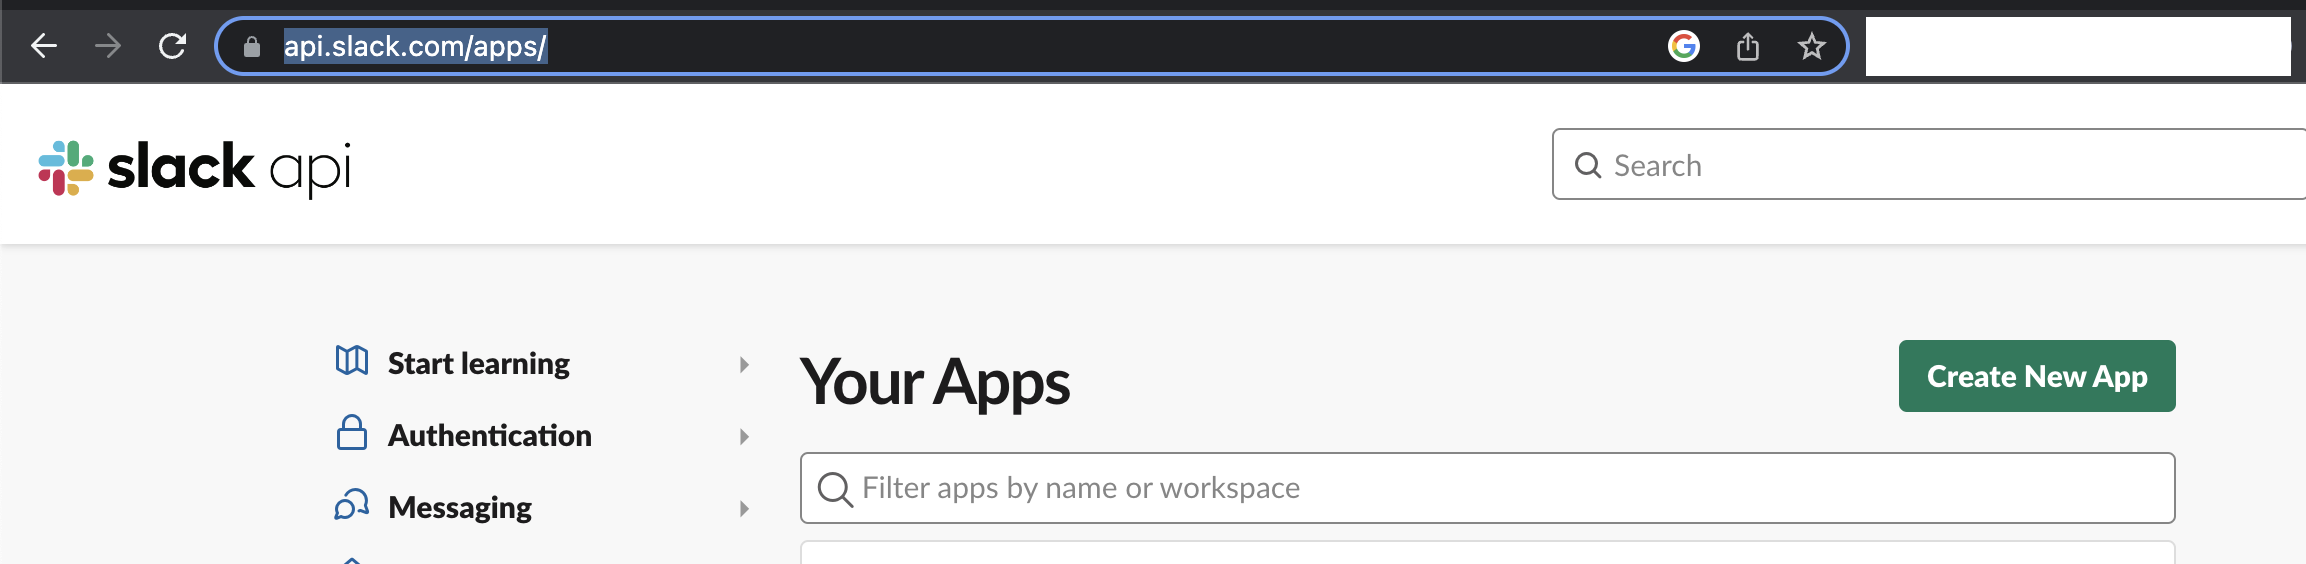 api.slack.com/apps/
slack api
Search
Start learning
Authentication
Messaging
Your Apps
Create New App
Filter apps by name or workspace